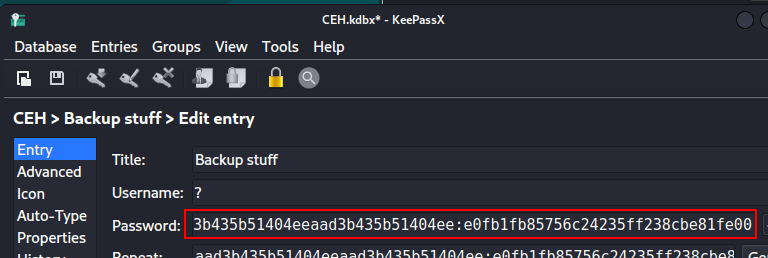 CEH.kdbx* - KeePassX
Database Entries Groups View Tools Help
CEH > Backup stuff > Edit entry
Entry
Title: Backup stuff
Advanced
Icon
Username: ?
Auto-Type
Password: 3b435b51404eeaad3b435b51404ee:e0fb1fb85756c24235ff238cbe81fe00
Properties
Repeat: aad3b435b51404eeaad3b435b51404ee:e0fb1fb85756c24235ff238cbe8
History